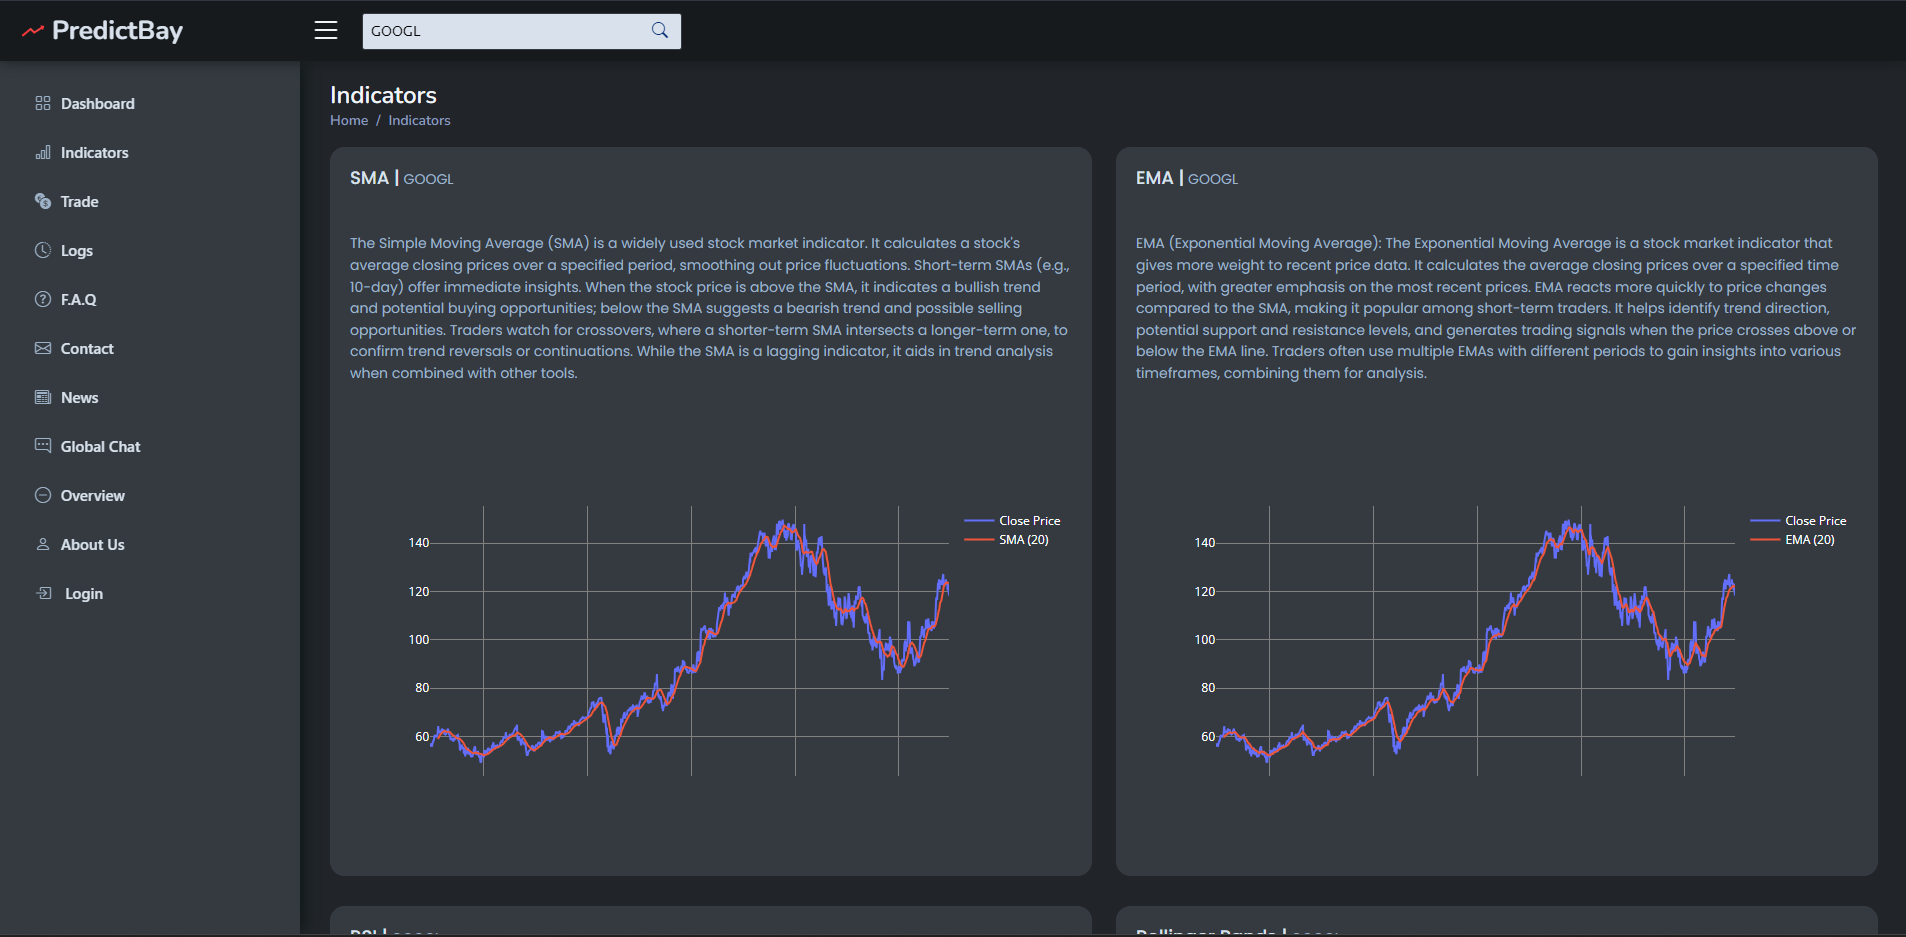 PredictBay
GOOGL
Dashboard
Indicators
Trade
Logs
F.A.Q
Contact
News
Global Chat
Overview
About Us
Login
Indicators
Home / Indicators
SMA | GOOGL
The Simple Moving Average (SMA) is a widely used stock market indicator. It calculates a stock's
average closing prices over a specified period, smoothing out price fluctuations. Short-term SMAs (e.g.,
10-day) offer immediate insights. When the stock price is above the SMA, it indicates a bullish trend
and potential buying opportunities; below the SMA suggests a bearish trend and possible selling
opportunities. Traders watch for crossovers, where a shorter-term SMA intersects a longer-term one, to
confirm trend reversals or continuations. While the SMA is a lagging indicator, it aids in trend analysis
when combined with other tools.
Close Price
SMA (20)
140
120
100
80
60
EMA | GOOGL
EMA (Exponential Moving Average): The Exponential Moving Average is a stock market indicator that
gives more weight to recent price data. It calculates the average closing prices over a specified time
period, with greater emphasis on the most recent prices. EMA reacts more quickly to price changes
compared to the SMA, making it popular among short-term traders. It helps identify trend direction,
potential support and resistance levels, and generates trading signals when the price crosses above or
below the EMA line. Traders often use multiple EMAs with different periods to gain insights into various
timeframes, combining them for analysis.
Close Price
EMA (20)
140
120
100
80
60
RSI | GOOGL
Bollinger Bands | GOOGL